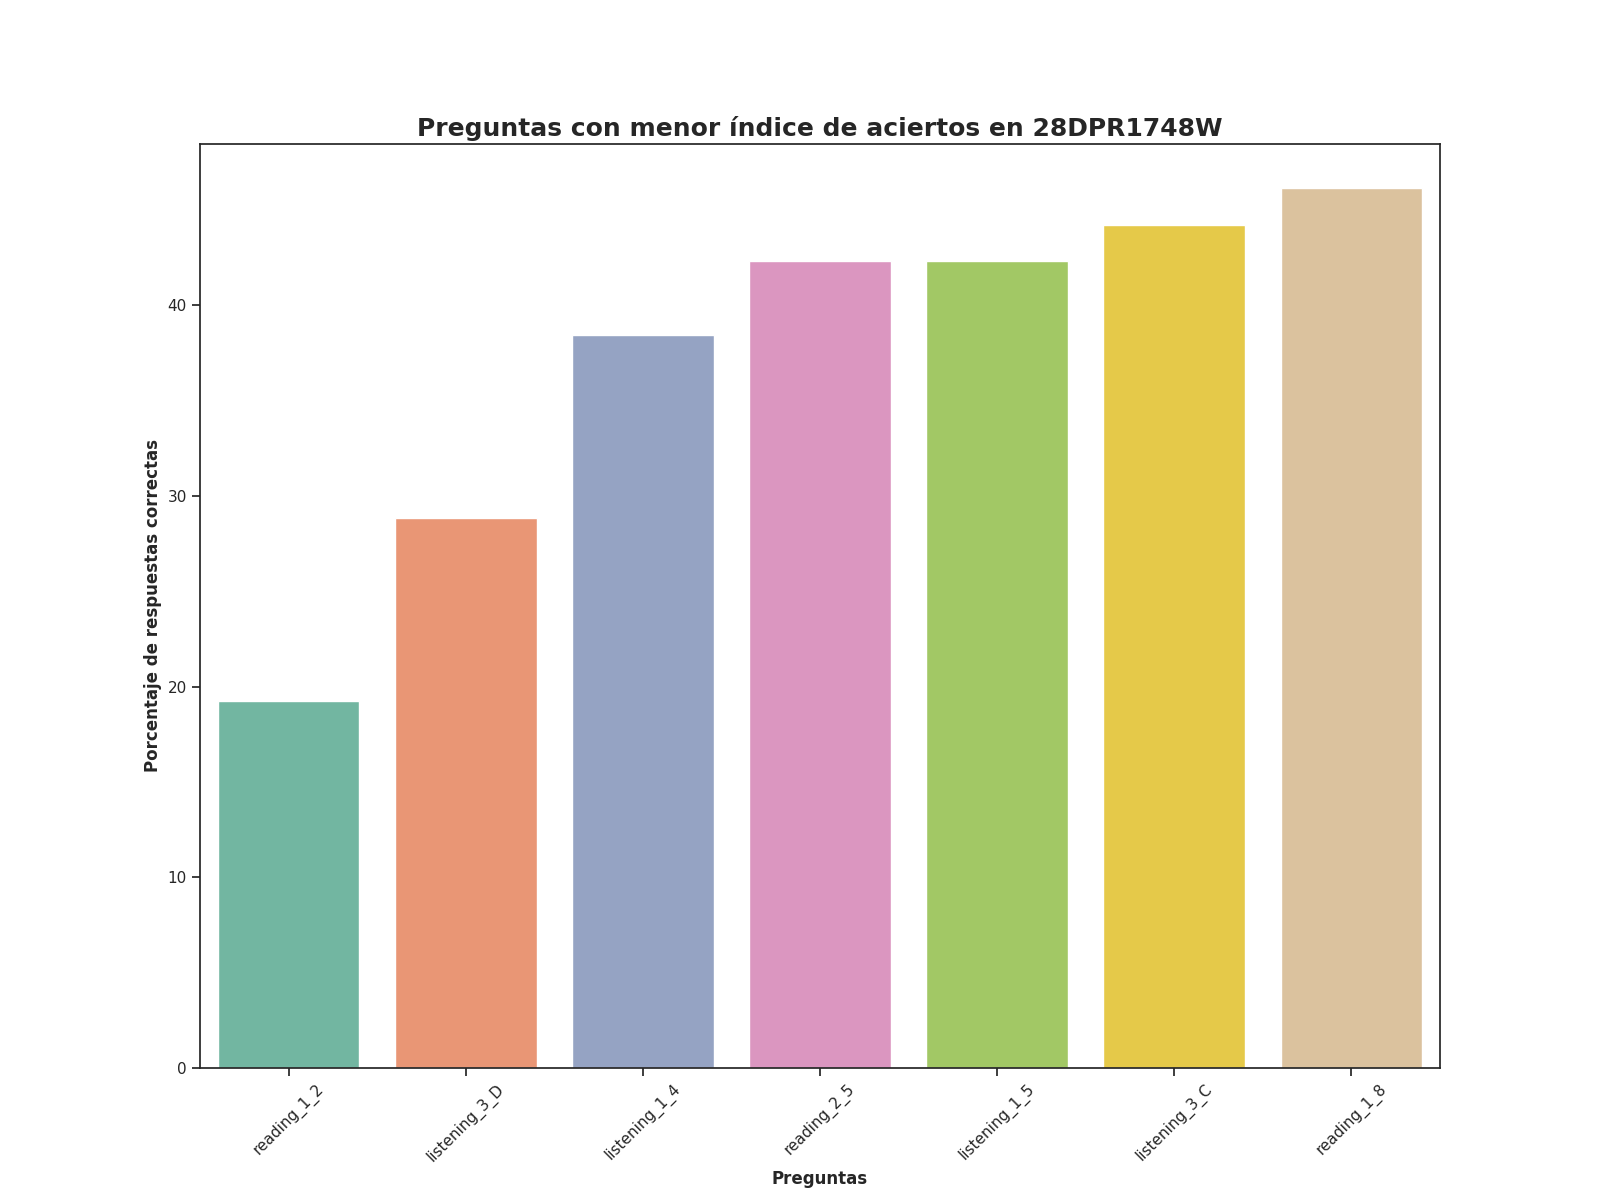 Preguntas con menor índice de aciertos en 28DPR1748W
Porcentaje de respuestas correctas
40
30
20
10
0
reading_1_2
listening_3_D
listening_1_4
reading_2_5
listening_1_5
listening_3_C
reading_1_8
Preguntas